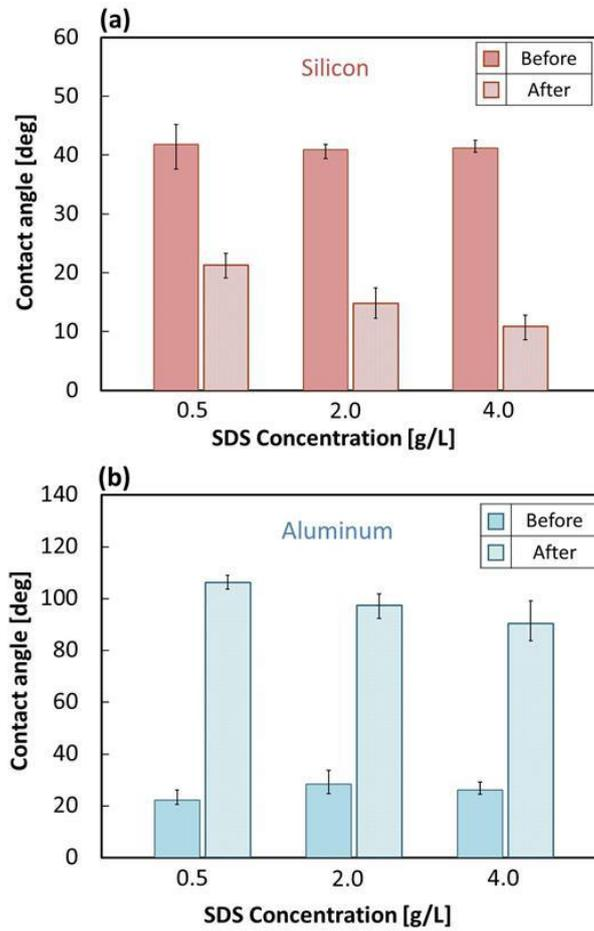 (a)
60
50
40
30
20
10
0
Contact angle [deg]
Silicon
Before
After
0.5 2.0 4.0
SDS Concentration [g/L]
(b)
140
120
100
80
60
40
20
0
Contact angle [deg]
Aluminum
Before
After
0.5 2.0 4.0
SDS Concentration [g/L]